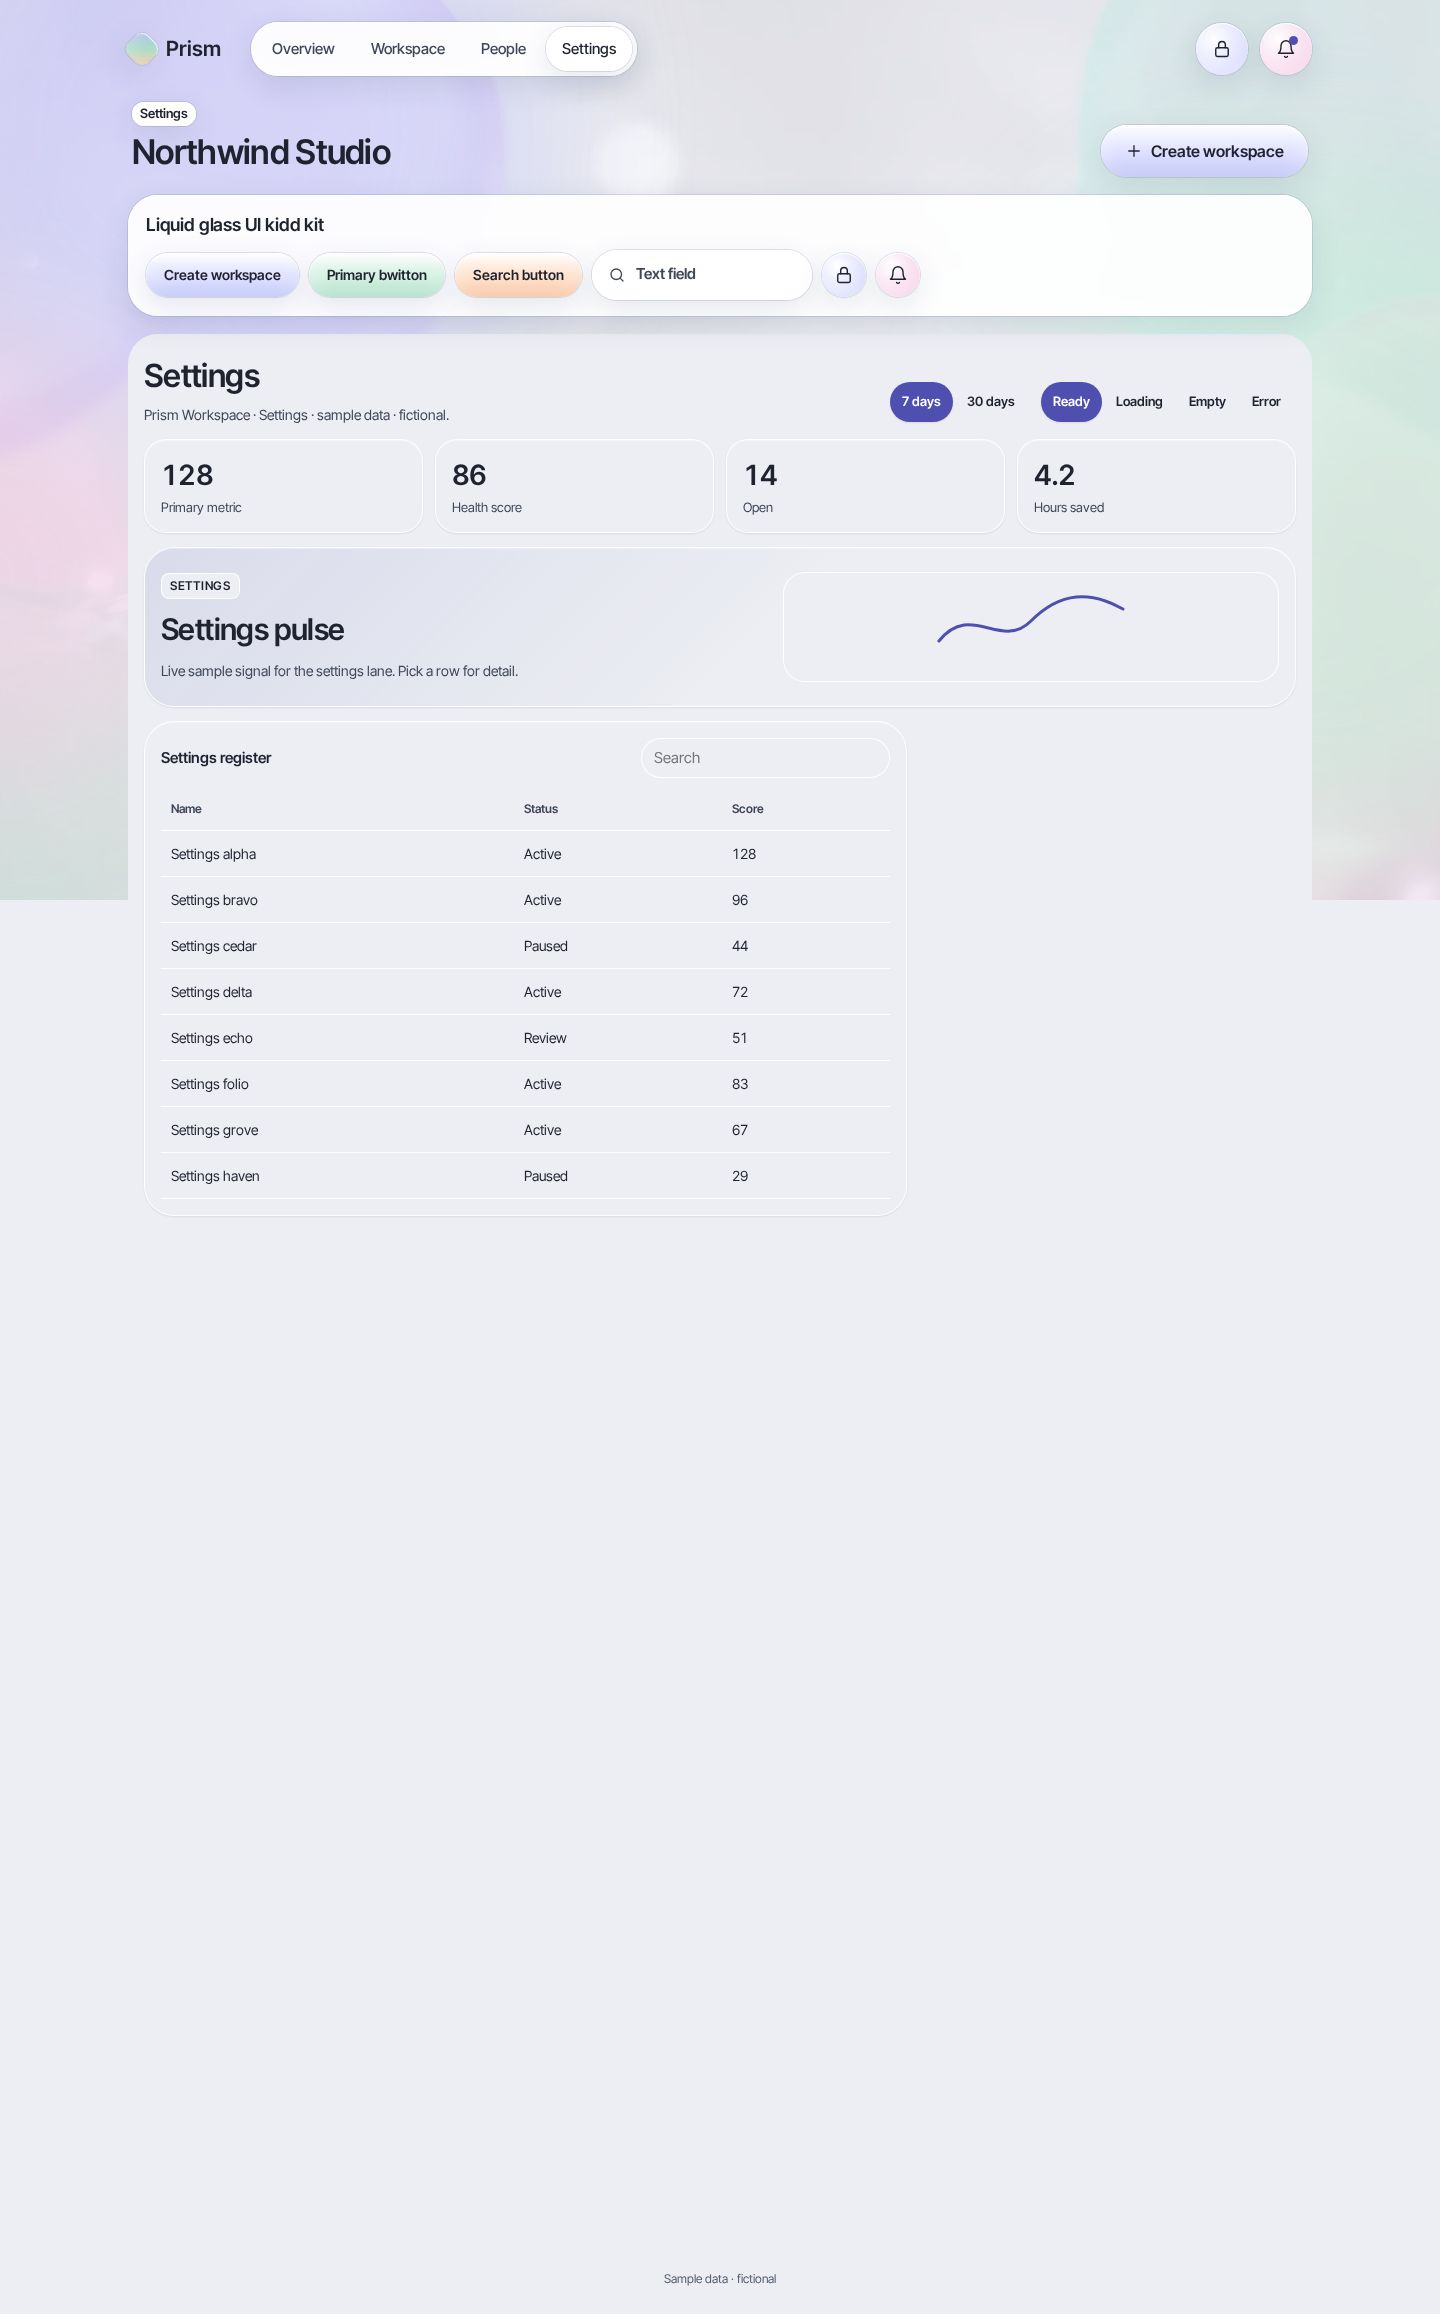 Prism
Overview Workspace People Settings
Settings
Northwind Studio
Create workspace
Liquid glass UI kidd kit
Create workspace Primary bwitton Search button Text field
Settings
Prism Workspace · Settings · sample data · fictional.
7 days 30 days Ready Loading Empty Error
128 86 14 4.2
Primary metric Health score Open Hours saved
SETTINGS
Settings pulse
Live sample signal for the settings lane. Pick a row for detail.
Settings register Search
Name Status Score
Settings alpha Active 128
Settings bravo Active 96
Settings cedar Paused 44
Settings delta Active 72
Settings echo Review 51
Settings folio Active 83
Settings grove Active 67
Settings haven Paused 29
Sample data · fictional